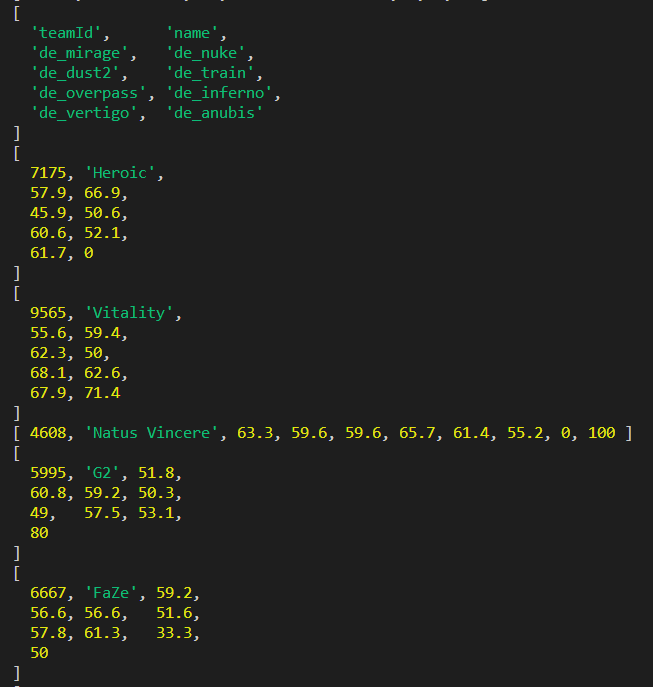 [
  'teamId',      'name',
  'de_mirage',   'de_nuke',
  'de_dust2',    'de_train',
  'de_overpass', 'de_inferno',
  'de_vertigo',  'de_anubis'
]
[
  7175, 'Heroic',
  57.9, 66.9,
  45.9, 50.6,
  60.6, 52.1,
  61.7, 0
]
[
  9565, 'Vitality',
  55.6, 59.4,
  62.3, 50,
  68.1, 62.6,
  67.9, 71.4
]
[ 4608, 'Natus Vincere', 63.3, 59.6, 59.6, 65.7, 61.4, 55.2, 0, 100 ]
[
  5995, 'G2', 51.8,
  60.8, 59.2, 50.3,
  49,   57.5, 53.1,
  80
]
[
  6667, 'FaZe', 59.2,
  56.6, 56.6,   51.6,
  57.8, 61.3,   33.3,
  50
]